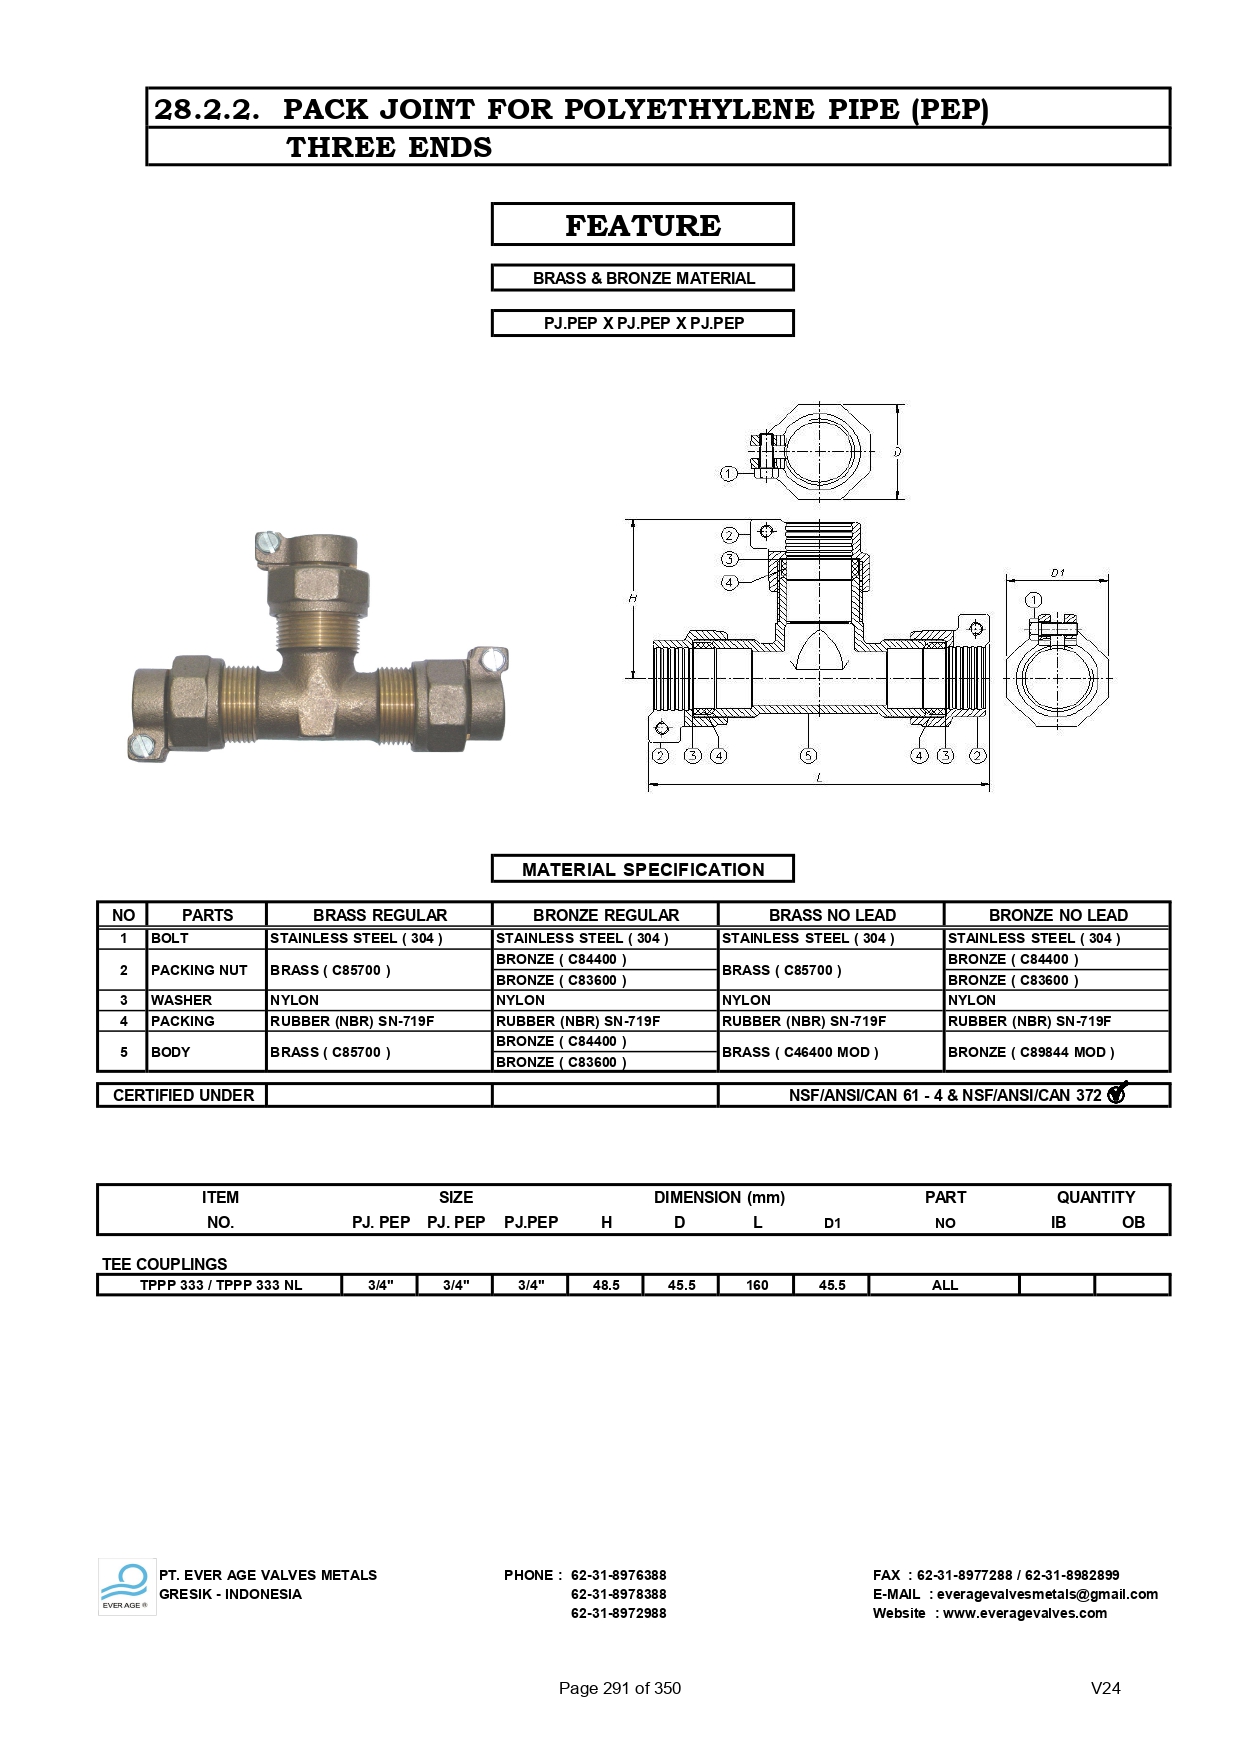 28.2.2. PACK JOINT FOR POLYETHYLENE PIPE (PEP)
THREE ENDS
FEATURE
BRASS & BRONZE MATERIAL
PJ.PEP X PJ.PEP X PJ.PEP
D
1
2
3
4
H
D1
1
2 3 4 5 4 3 2
L
MATERIAL SPECIFICATION
NO PARTS BRASS REGULAR BRONZE REGULAR BRASS NO LEAD BRONZE NO LEAD
1 BOLT STAINLESS STEEL ( 304 ) STAINLESS STEEL ( 304 ) STAINLESS STEEL ( 304 ) STAINLESS STEEL ( 304 )
2 PACKING NUT BRASS ( C85700 ) BRONZE ( C84400 ) BRASS ( C85700 ) BRONZE ( C84400 )
BRONZE ( C83600 ) BRONZE ( C83600 )
3 WASHER NYLON NYLON NYLON NYLON
4 PACKING RUBBER (NBR) SN-719F RUBBER (NBR) SN-719F RUBBER (NBR) SN-719F RUBBER (NBR) SN-719F
5 BODY BRASS ( C85700 ) BRONZE ( C84400 ) BRASS ( C46400 MOD ) BRONZE ( C89844 MOD )
BRONZE ( C83600 )
CERTIFIED UNDER NSF/ANSI/CAN 61 - 4 & NSF/ANSI/CAN 372
ITEM SIZE DIMENSION (mm) PART QUANTITY
NO. PJ. PEP PJ. PEP PJ.PEP H D L D1 NO IB OB
TEE COUPLINGS
TPPP 333 / TPPP 333 NL 3/4" 3/4" 3/4" 48.5 45.5 160 45.5 ALL
EVER AGE ®
PT. EVER AGE VALVES METALS PHONE : 62-31-8976388 FAX : 62-31-8977288 / 62-31-8982899
GRESIK - INDONESIA 62-31-8978388 E-MAIL : everagevalvesmetals@gmail.com
62-31-8972988 Website : www.everagevalves.com
Page 291 of 350 V24